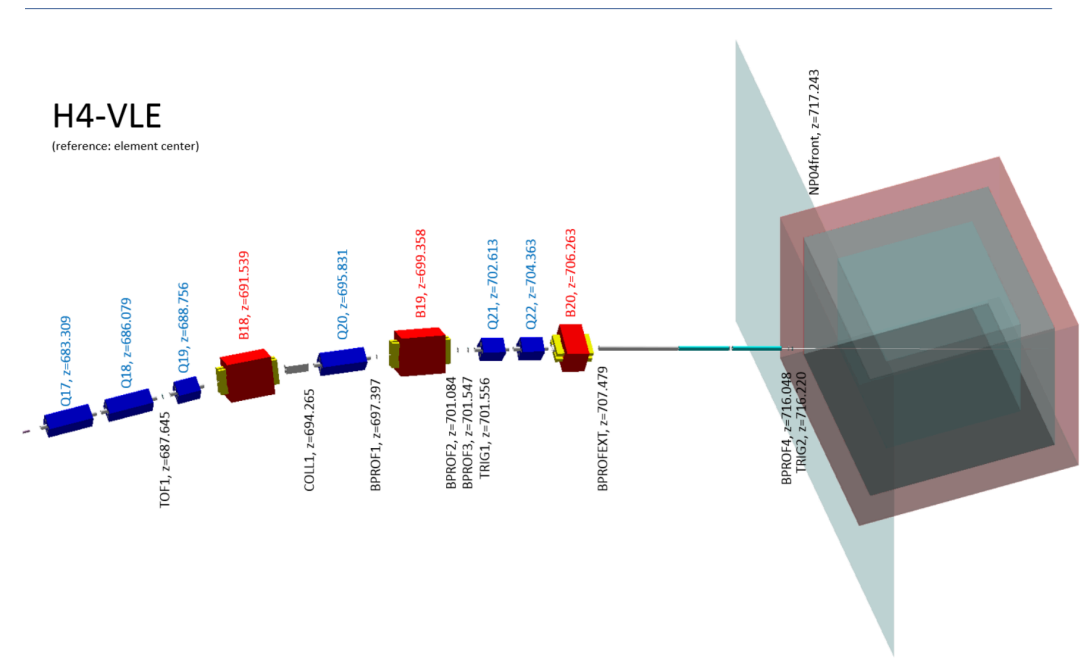 H4-VLE
(reference: element center)
Q17, z=683.309
Q18, z=686.079
TOF1, z=687.645
Q19, z=688.756
B18, z=691.539
COLL1, z=694.265
Q20, z=695.831
BPROF1, z=697.397
B19, z=699.358
BPROF2, z=701.084
BPROF3, z=701.547
TRIG1, z=701.556
Q21, z=702.613
Q22, z=704.363
B20, z=706.263
BPROFEXT, z=707.479
BPROF4, z=716.048
TRIG2, z=716.220
NP04front, z=717.243